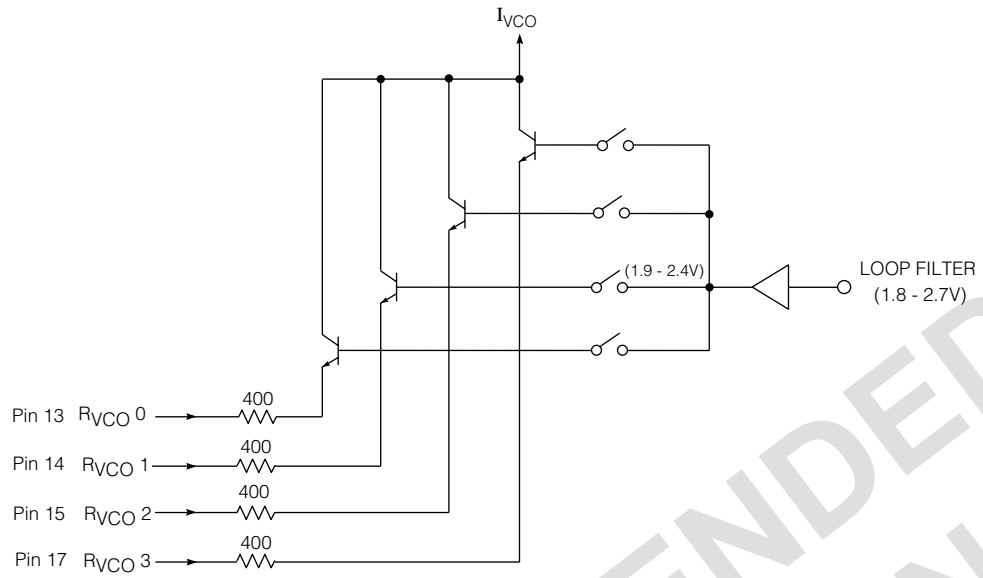 IVCO
(1.9 - 2.4V)
LOOP FILTER
(1.8 - 2.7V)
400
Pin 13 RVCO 0
400
Pin 14 RVCO 1
400
Pin 15 RVCO 2
400
Pin 17 RVCO 3
ENDED